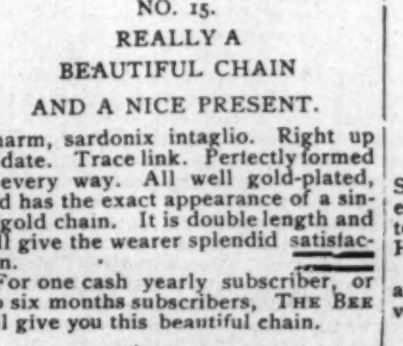 NO. 15.
REALLY A
BEAUTIFUL CHAIN
AND A NICE PRESENT.
harm, sardonix intaglio. Right up
date. Trace link. Perfectly formed
every way. All well gold-plated,
d has the exact appearance of a sin-
gold chain. It is double length and
ll give the wearer splendid satisfac-
n.
For one cash yearly subscriber, or
o six months subscribers, THE BEE
l give you this beautiful chain.